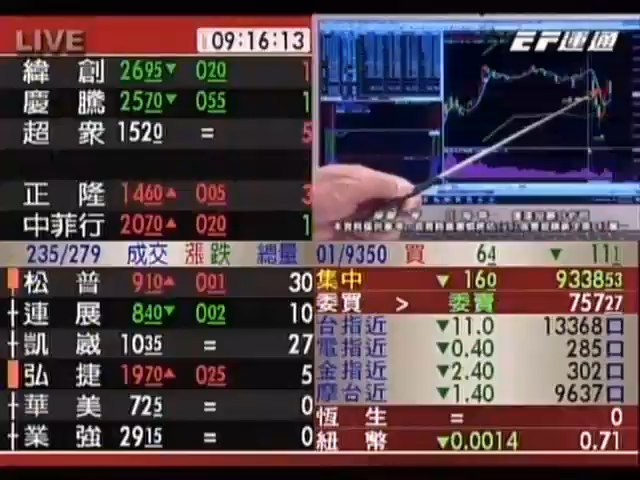 LIVE 09:16:13
EF運通
緯創 2695▼ 020 1
慶騰 2570▼ 055 1
超眾 1520 = 5
正隆 1460▲ 005 3
中菲行 2070▲ 020 1
235/279 成交 漲跌 總量
01/9350 買 64 ▼ 111
松普 910▲ 001 30
連展 840▼ 002 10
凱崴 1035 = 27
弘捷 1970▲ 025 5
華美 725 = 0
業強 2915 = 0
集中 ▼ 160 933853
委買 > 委賣 75727
台指近 ▼11.0 13368口
電指近 ▼0.40 285口
金指近 ▼2.40 302口
摩台近 ▼1.40 9637口
恆生 = 0
紐幣 ▼0.0014 0.71